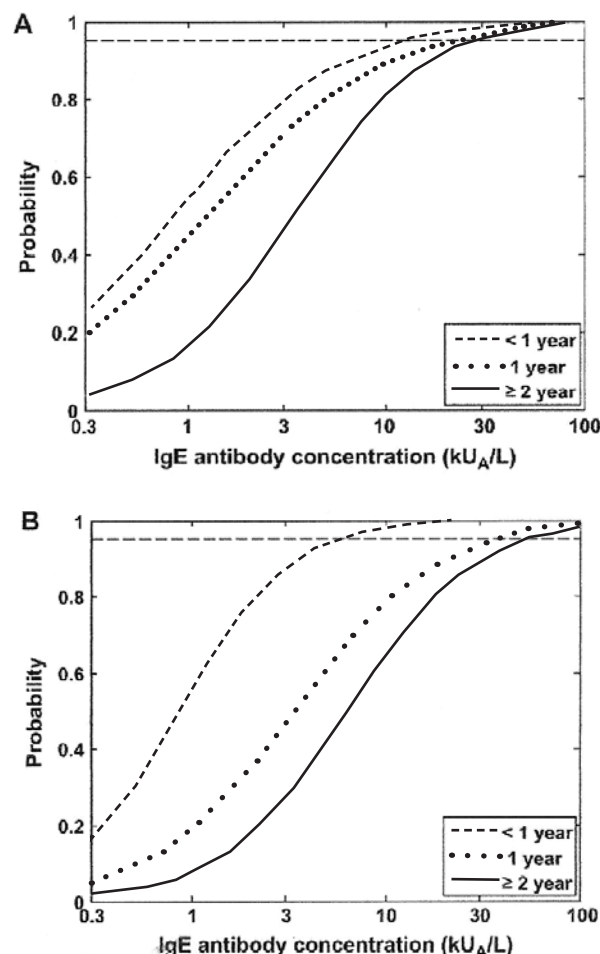 A
1
0.8
0.6
0.4
0.2
0
Probability
< 1 year
1 year
≥ 2 year
0.3 1 3 10 30 100
IgE antibody concentration (kU_A/L)
B
1
0.8
0.6
0.4
0.2
0
Probability
< 1 year
1 year
≥ 2 year
0.3 1 3 10 30 100
IgE antibody concentration (kU_A/L)